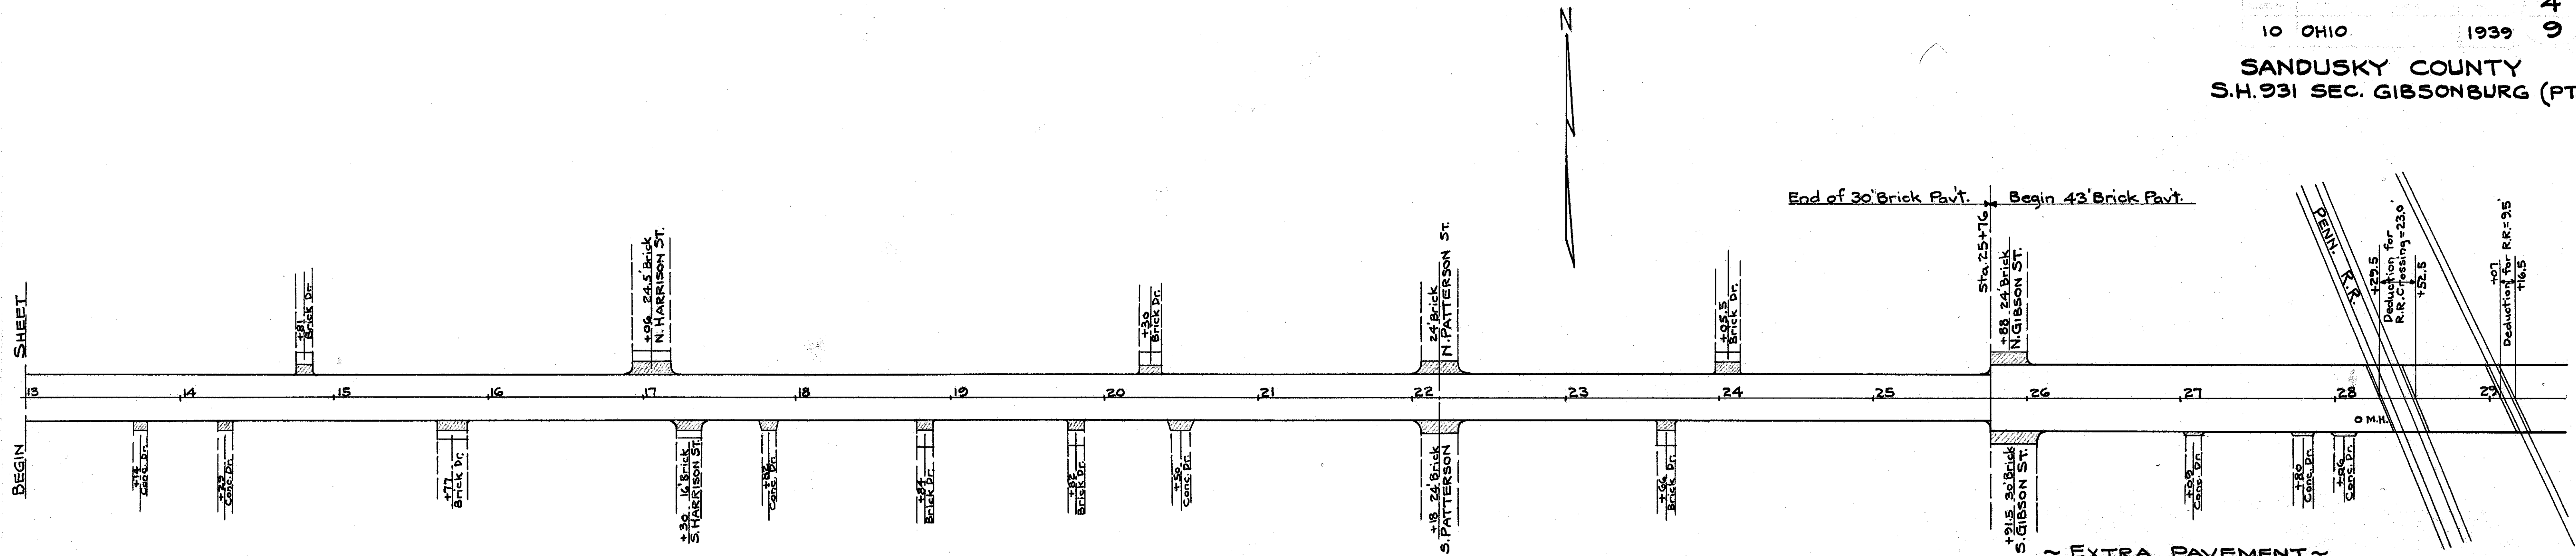 4
10 OHIO 1939 9
SANDUSKY COUNTY
S.H.931 SEC. GIBSONBURG (PT
N
End of 30' Brick Pav't. Begin 43' Brick Pavt.
Sta. 25+76
SHEET
+81
Brick Dr.
+06 24.5' Brick
N. HARRISON ST.
+30
Brick Dr.
24' Brick
N. PATTERSON ST.
+05.5
Brick Dr.
+88 24' Brick
N. GIBSON ST.
PENN. R.R.
+29.5
Deduction for
R.R. Crossing = 23.0'
+52.5
+07
Deduction for R.R. = 9.5'
+16.5
13 14 15 16 17 18 19 20 21 22 23 24 25 26 27 28 29
O M.H.
BEGIN
+74
Conc. Dr.
+29
Conc. Dr.
+77
Brick Dr.
+30 16' Brick
S. HARRISON ST.
+82
Conc. Dr.
+84
Brick Dr.
+82
Brick Dr.
+50
Conc. Dr.
+18 24' Brick
S. PATTERSON ST.
+66
Brick Dr.
+91.5 30' Brick
S. GIBSON ST.
+09
Conc. Dr.
+80
Conc. Dr.
+06
Conc. Dr.
~ EXTRA PAVEMENT ~